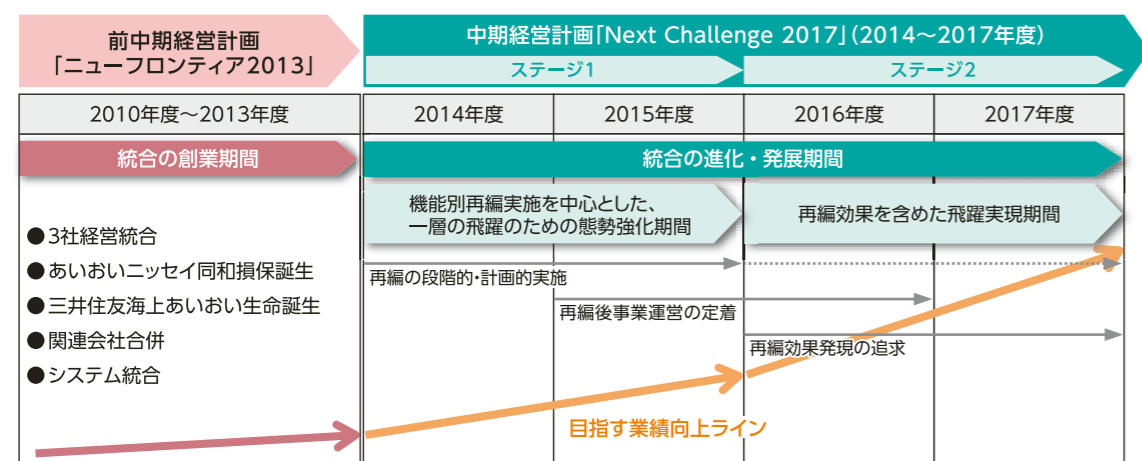 前中期経営計画
「ニューフロンティア2013」
中期経営計画「Next Challenge 2017」(2014～2017年度)
ステージ1
ステージ2
2010年度～2013年度
2014年度
2015年度
2016年度
2017年度
統合の創業期間
統合の進化・発展期間
機能別再編実施を中心とした、
一層の飛躍のための態勢強化期間
再編効果を含めた飛躍実現期間
●3社経営統合
●あいおいニッセイ同和損保誕生
●三井住友海上あいおい生命誕生
●関連会社合併
●システム統合
再編の段階的・計画的実施
再編後事業運営の定着
再編効果発現の追求
目指す業績向上ライン